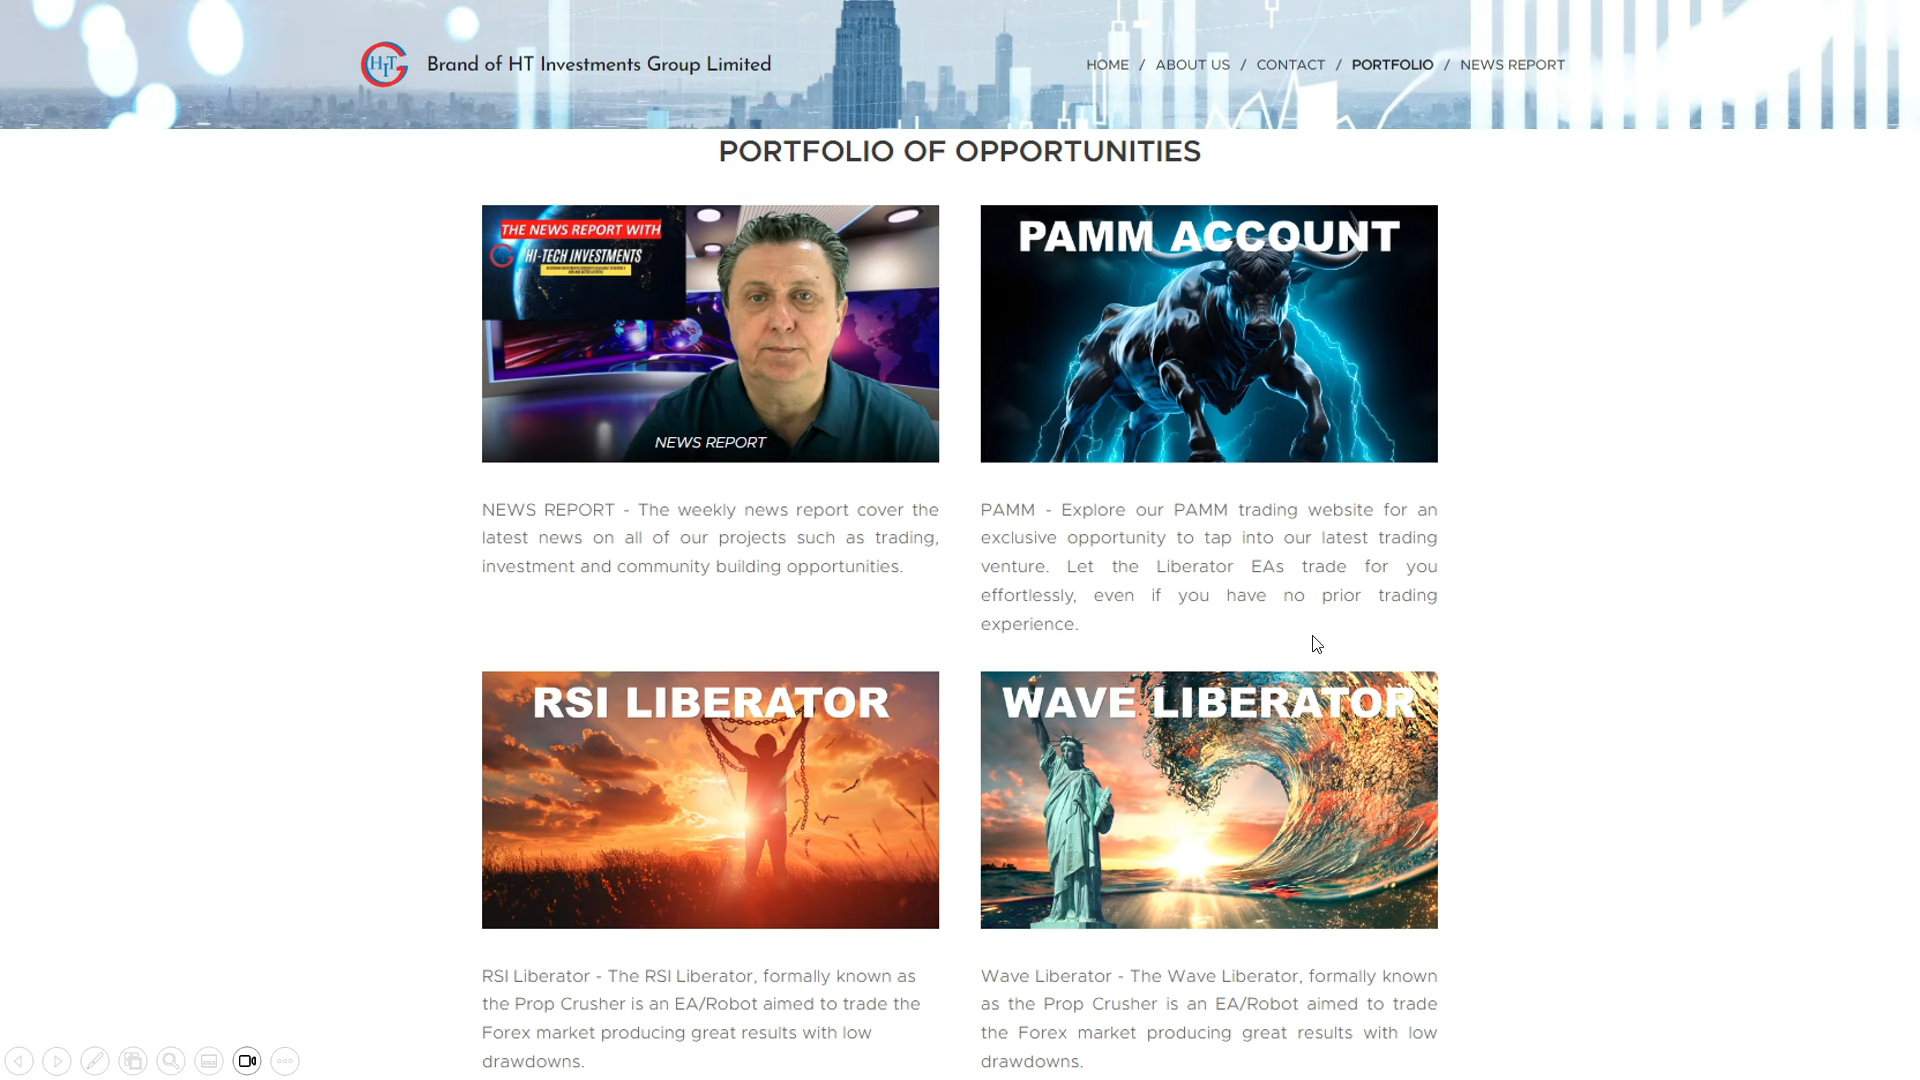 HIT
Brand of HT Investments Group Limited
HOME / ABOUT US / CONTACT / PORTFOLIO / NEWS REPORT
PORTFOLIO OF OPPORTUNITIES
THE NEWS REPORT WITH
HI-TECH INVESTMENTS
NEWS REPORT
PAMM ACCOUNT
NEWS REPORT - The weekly news report cover the
latest news on all of our projects such as trading,
investment and community building opportunities.
PAMM - Explore our PAMM trading website for an
exclusive opportunity to tap into our latest trading
venture. Let the Liberator EAs trade for you
effortlessly, even if you have no prior trading
experience.
RSI LIBERATOR
WAVE LIBERATOR
RSI Liberator - The RSI Liberator, formally known as
the Prop Crusher is an EA/Robot aimed to trade the
Forex market producing great results with low
drawdowns.
Wave Liberator - The Wave Liberator, formally known
as the Prop Crusher is an EA/Robot aimed to trade
the Forex market producing great results with low
drawdowns.